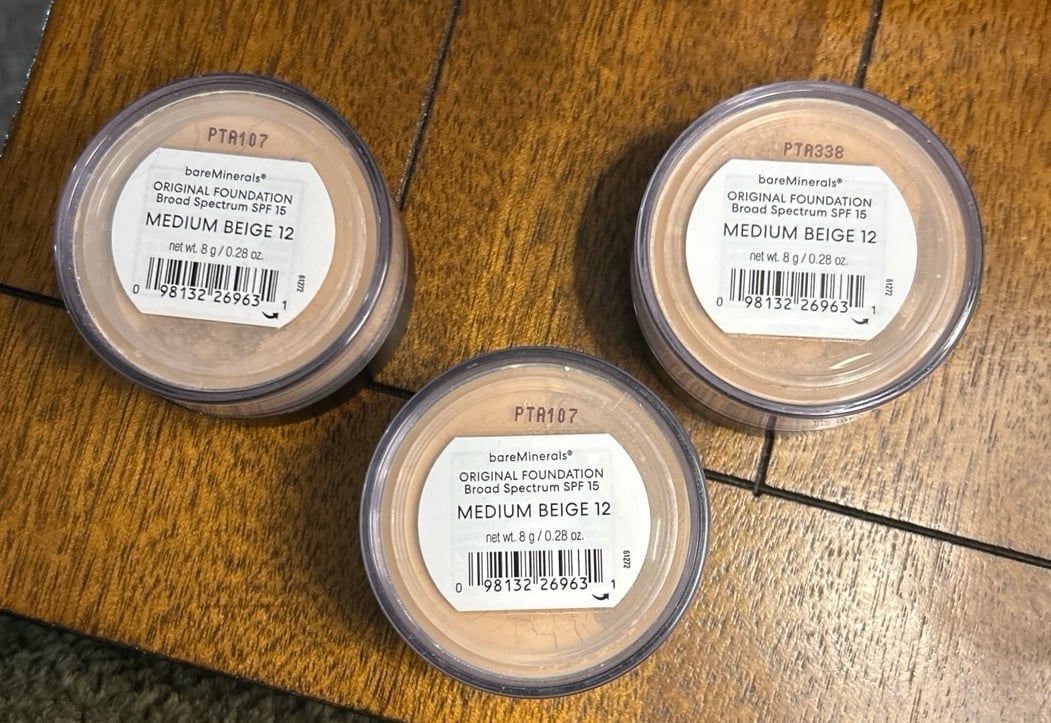 PTA107
bareMinerals®
ORIGINAL FOUNDATION
Broad Spectrum SPF 15
MEDIUM BEIGE 12
net wt. 8 g / 0.28 oz.
61272
0 98132 26963 1
PTA338
bareMinerals®
ORIGINAL FOUNDATION
Broad Spectrum SPF 15
MEDIUM BEIGE 12
net wt. 8 g / 0.28 oz.
61272
0 98132 26963 1
PTA107
bareMinerals®
ORIGINAL FOUNDATION
Broad Spectrum SPF 15
MEDIUM BEIGE 12
net wt. 8 g / 0.28 oz.
61272
0 98132 26963 1